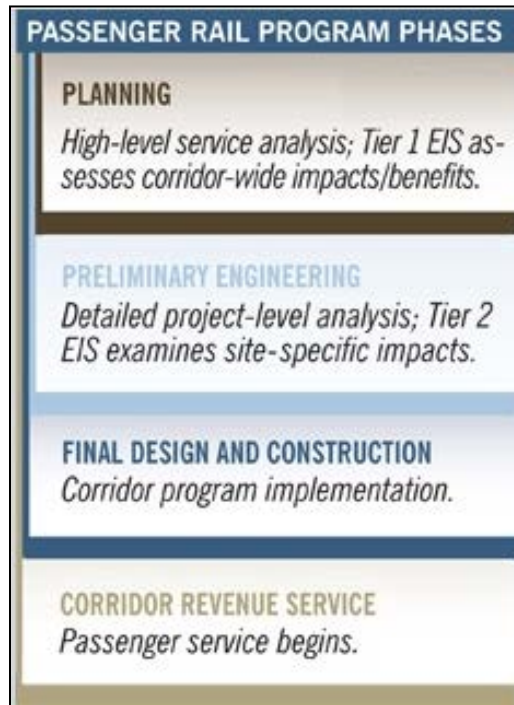 PASSENGER RAIL PROGRAM PHASES
PLANNING
High-level service analysis; Tier 1 EIS as-
sesses corridor-wide impacts/benefits.
PRELIMINARY ENGINEERING
Detailed project-level analysis; Tier 2
EIS examines site-specific impacts.
FINAL DESIGN AND CONSTRUCTION
Corridor program implementation.
CORRIDOR REVENUE SERVICE
Passenger service begins.